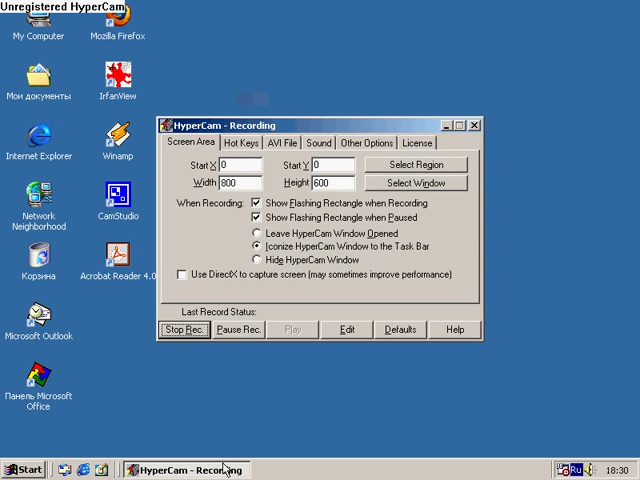 Unregistered HyperCam
My Computer
Mozilla Firefox
Мои документы
IrfanView
Internet Explorer
Winamp
Network
Neighborhood
CamStudio
Корзина
Acrobat Reader 4.0
Microsoft Outlook
Панель Microsoft
Office
HyperCam - Recording
Screen Area
Hot Keys
AVI File
Sound
Other Options
License
Start X 0
Start Y 0
Select Region
Width 800
Height 600
Select Window
When Recording:
Show Flashing Rectangle when Recording
Show Flashing Rectangle when Paused
Leave HyperCam Window Opened
Iconize HyperCam Window to the Task Bar
Hide HyperCam Window
Use DirectX to capture screen (may sometimes improve performance)
Last Record Status:
Stop Rec.
Pause Rec.
Play
Edit
Defaults
Help
Start
HyperCam - Recording
Ru
18:30